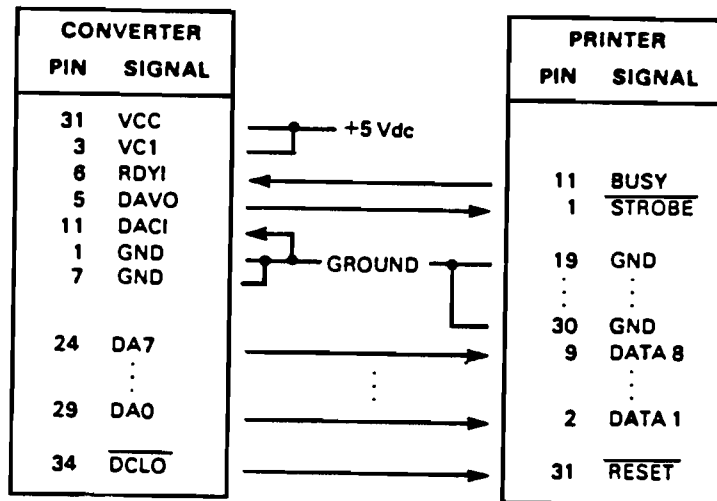 CONVERTER
PIN SIGNAL
31 VCC
3 VC1
6 RDYI
5 DAVO
11 DACI
1 GND
7 GND
24 DA7
29 DA0
34 DCLO
+5 Vdc
GROUND
PRINTER
PIN SIGNAL
11 BUSY
1 STROBE
19 GND
30 GND
9 DATA 8
2 DATA 1
31 RESET